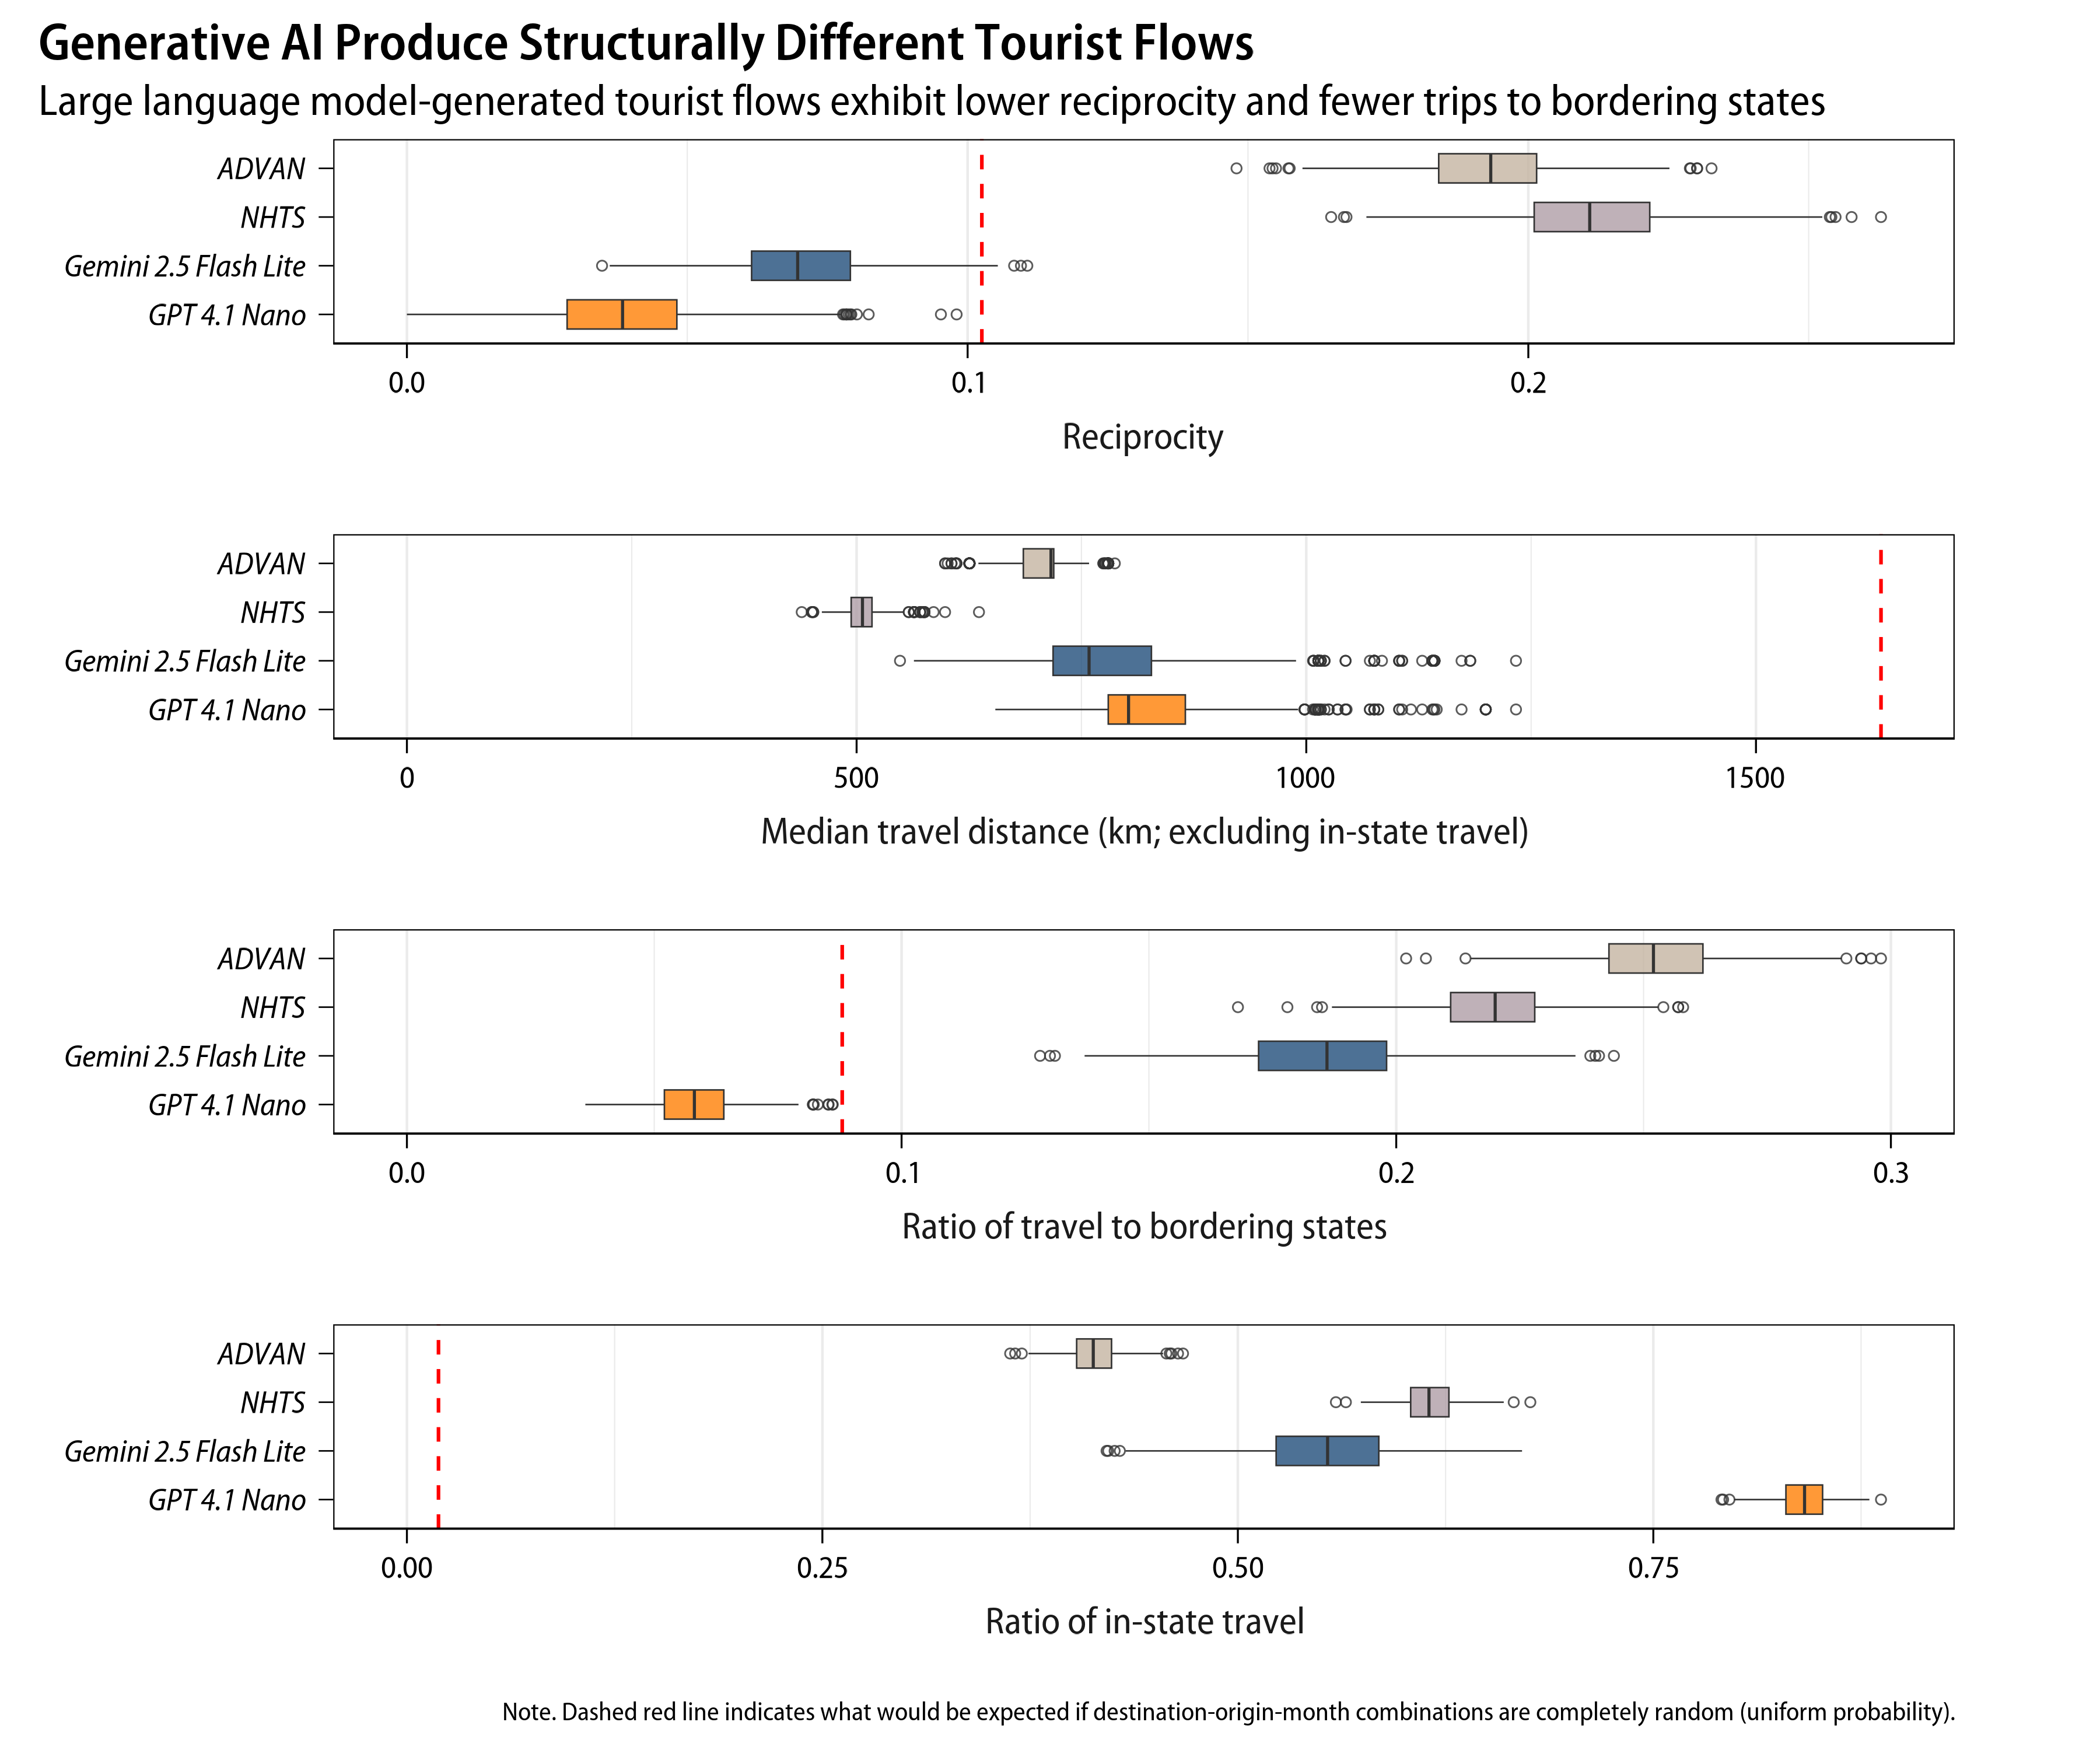 Generative AI Produce Structurally Different Tourist Flows
Large language model-generated tourist flows exhibit lower reciprocity and fewer trips to bordering states
ADVAN
NHTS
Gemini 2.5 Flash Lite
GPT 4.1 Nano
0.0 0.1 0.2
Reciprocity
ADVAN
NHTS
Gemini 2.5 Flash Lite
GPT 4.1 Nano
0 500 1000 1500
Median travel distance (km; excluding in-state travel)
ADVAN
NHTS
Gemini 2.5 Flash Lite
GPT 4.1 Nano
0.0 0.1 0.2 0.3
Ratio of travel to bordering states
ADVAN
NHTS
Gemini 2.5 Flash Lite
GPT 4.1 Nano
0.00 0.25 0.50 0.75
Ratio of in-state travel
Note. Dashed red line indicates what would be expected if destination-origin-month combinations are completely random (uniform probability).